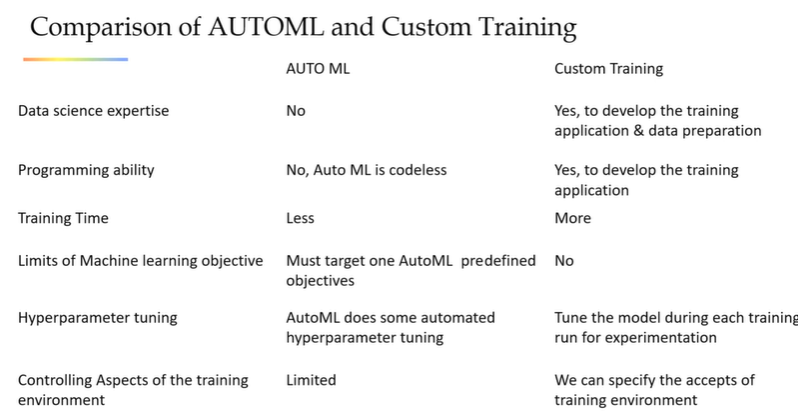 Comparison of AUTOML and Custom Training
AUTO ML Custom Training
Data science expertise No Yes, to develop the training
application & data preparation
Programming ability No, Auto ML is codeless Yes, to develop the training
application
Training Time Less More
Limits of Machine learning objective Must target one AutoML predefined No
objectives
Hyperparameter tuning AutoML does some automated Tune the model during each training
hyperparameter tuning run for experimentation
Controlling Aspects of the training Limited We can specify the accepts of
environment training environment